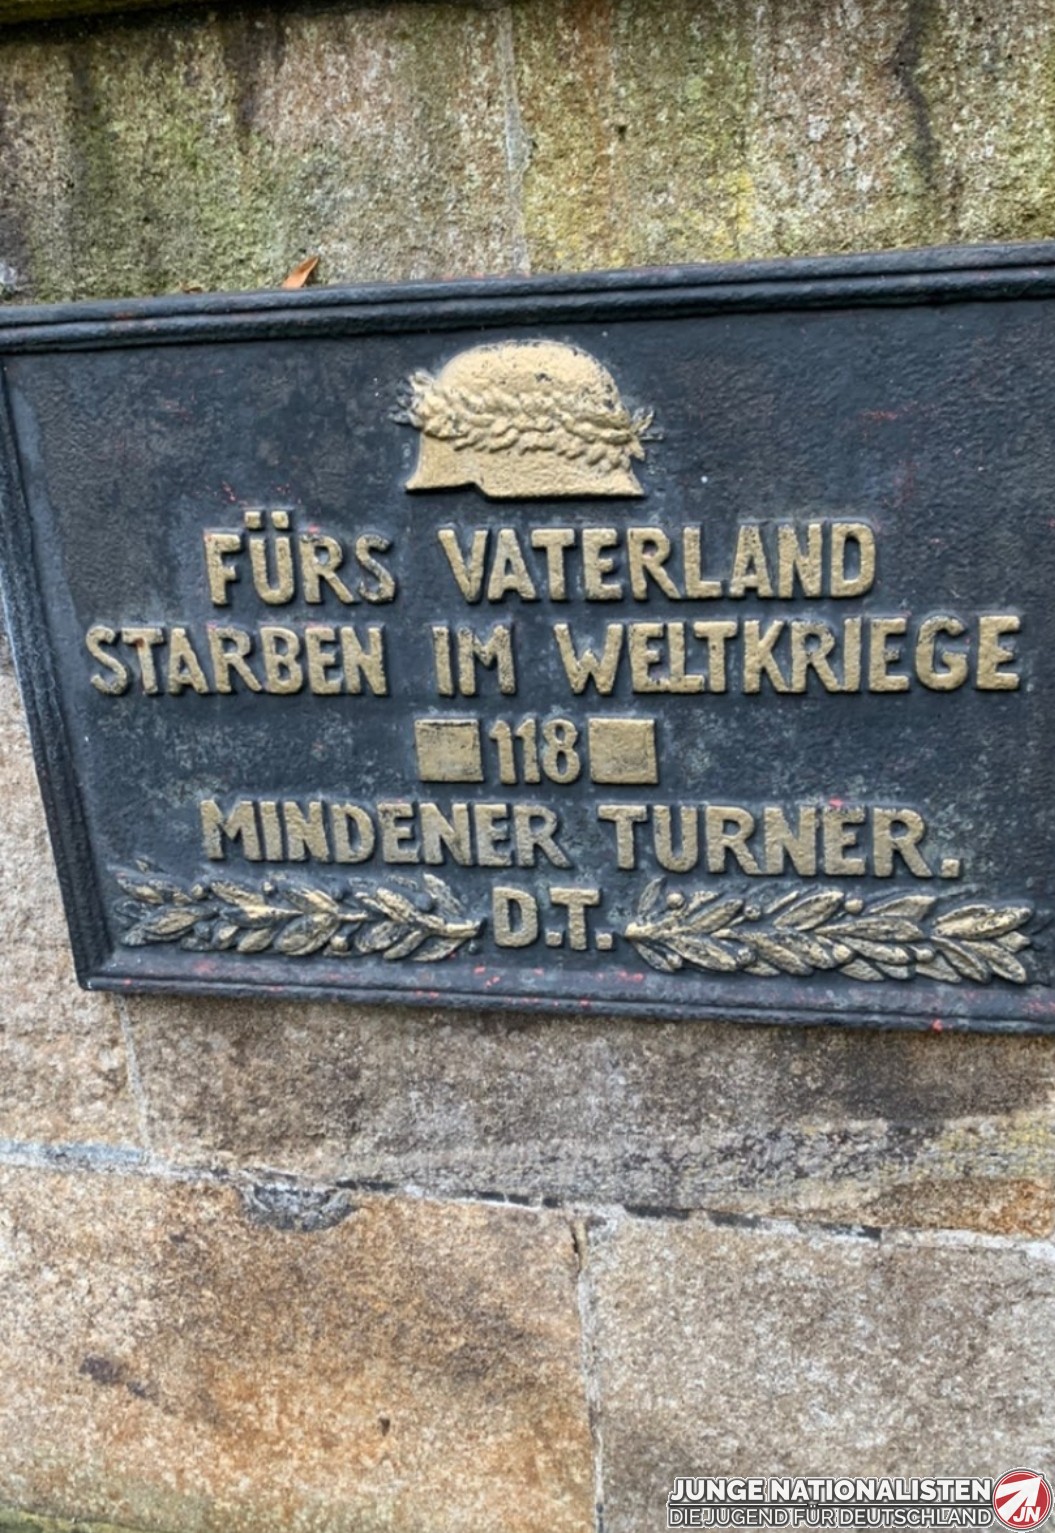 FÜRS VATERLAND
STARBEN IM WELTKRIEGE
118
MINDENER TURNER.
D.T.
JUNGE NATIONALISTEN
DIE JUGEND FÜR DEUTSCHLAND
JN